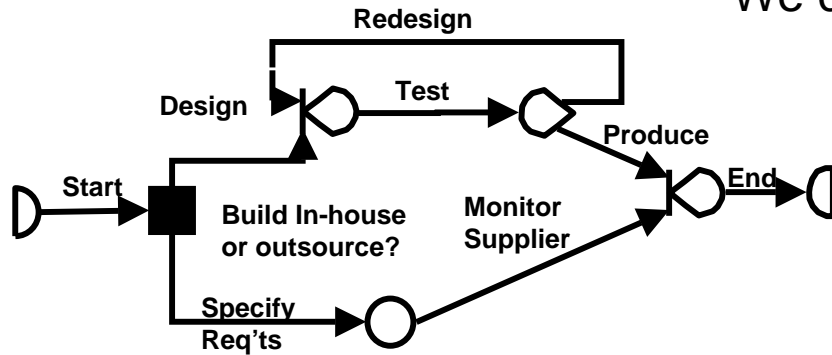 Redesign
Design
Test
Produce
Start
End
Build In-house
or outsource?
Monitor
Supplier
Specify
Req'ts